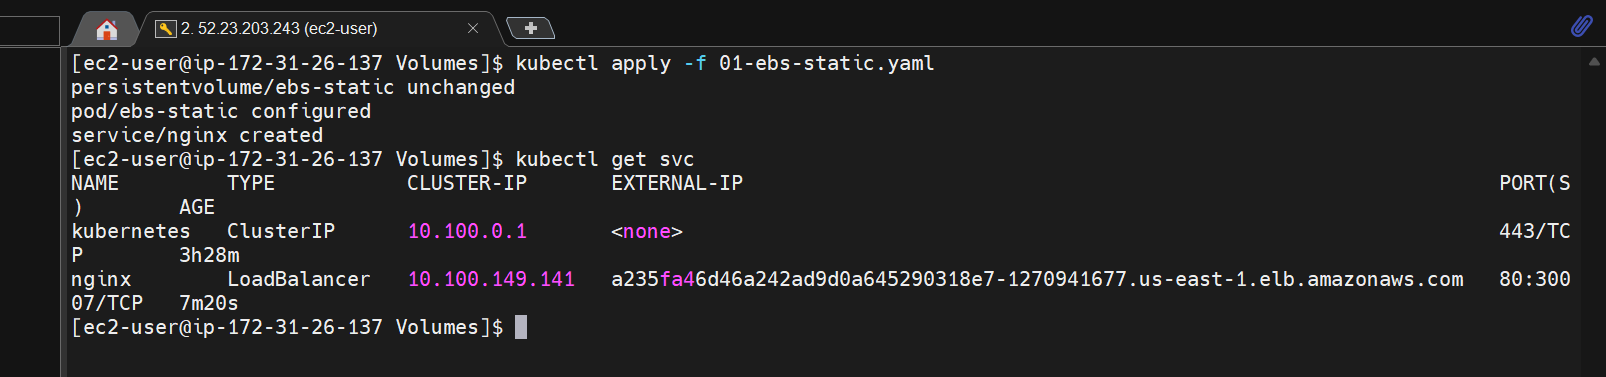 2. 52.23.203.243 (ec2-user)
[ec2-user@ip-172-31-26-137 Volumes]$ kubectl apply -f 01-ebs-static.yaml
persistentvolume/ebs-static unchanged
pod/ebs-static configured
service/nginx created
[ec2-user@ip-172-31-26-137 Volumes]$ kubectl get svc
NAME         TYPE           CLUSTER-IP       EXTERNAL-IP                                                               PORT(S
)        AGE
kubernetes   ClusterIP      10.100.0.1       <none>                                                                    443/TC
P        3h28m
nginx        LoadBalancer   10.100.149.141   a235fa46d46a242ad9d0a645290318e7-1270941677.us-east-1.elb.amazonaws.com   80:300
07/TCP   7m20s
[ec2-user@ip-172-31-26-137 Volumes]$